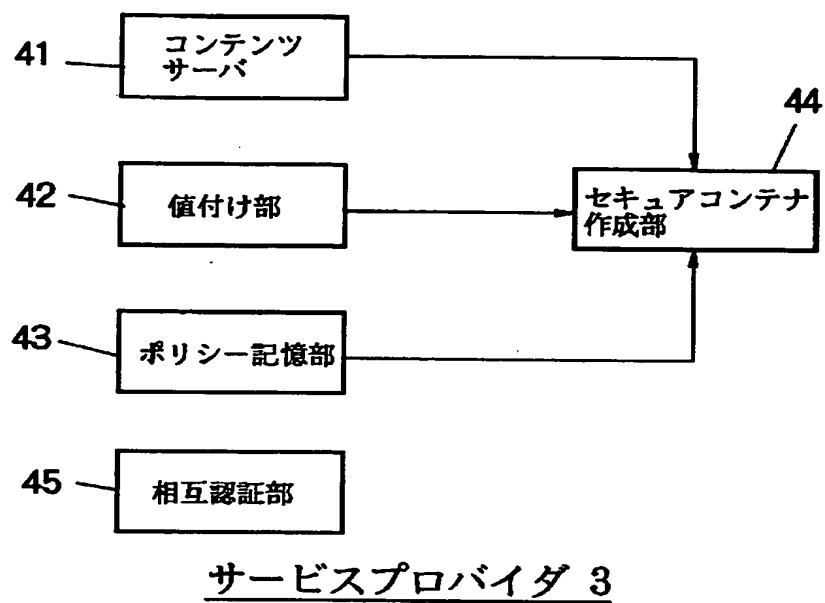 41
コンテンツ
サーバ
44
42
値付け部
セキュアコンテナ
作成部
43
ポリシー記憶部
45
相互認証部
サービスプロバイダ 3